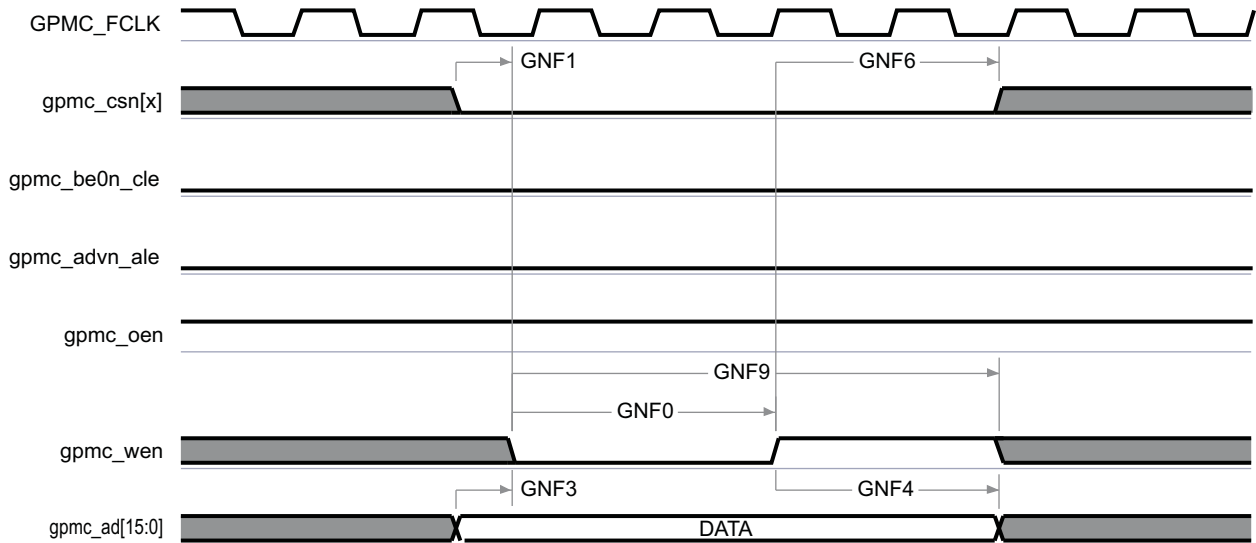 GPMC_FCLK
GNF1
GNF6
gpmc_csn[x]
gpmc_be0n_cle
gpmc_advn_ale
gpmc_oen
GNF9
GNF0
gpmc_wen
GNF3
GNF4
gpmc_ad[15:0]
DATA